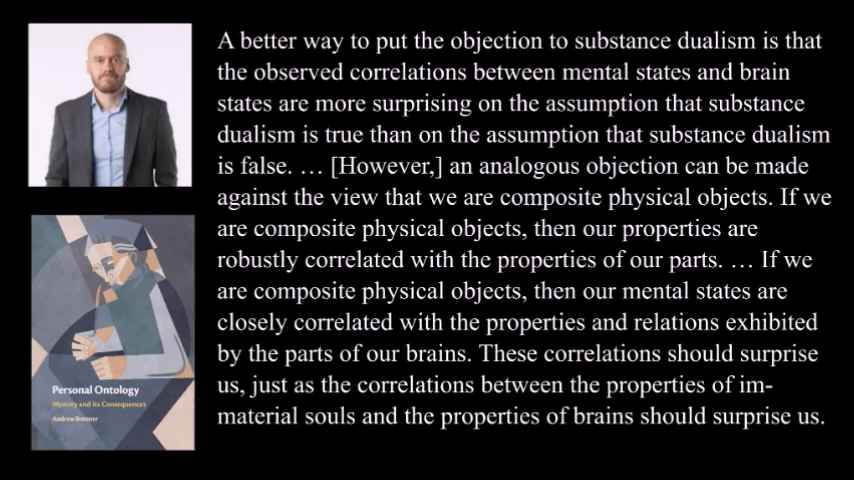 A better way to put the objection to substance dualism is that
the observed correlations between mental states and brain
states are more surprising on the assumption that substance
dualism is true than on the assumption that substance dualism
is false. … [However,] an analogous objection can be made
against the view that we are composite physical objects. If we
are composite physical objects, then our properties are
robustly correlated with the properties of our parts. … If we
are composite physical objects, then our mental states are
closely correlated with the properties and relations exhibited
by the parts of our brains. These correlations should surprise
us, just as the correlations between the properties of im-
material souls and the properties of brains should surprise us.
Personal Ontology
Mystery and Its Consequences
Andrew Brenner